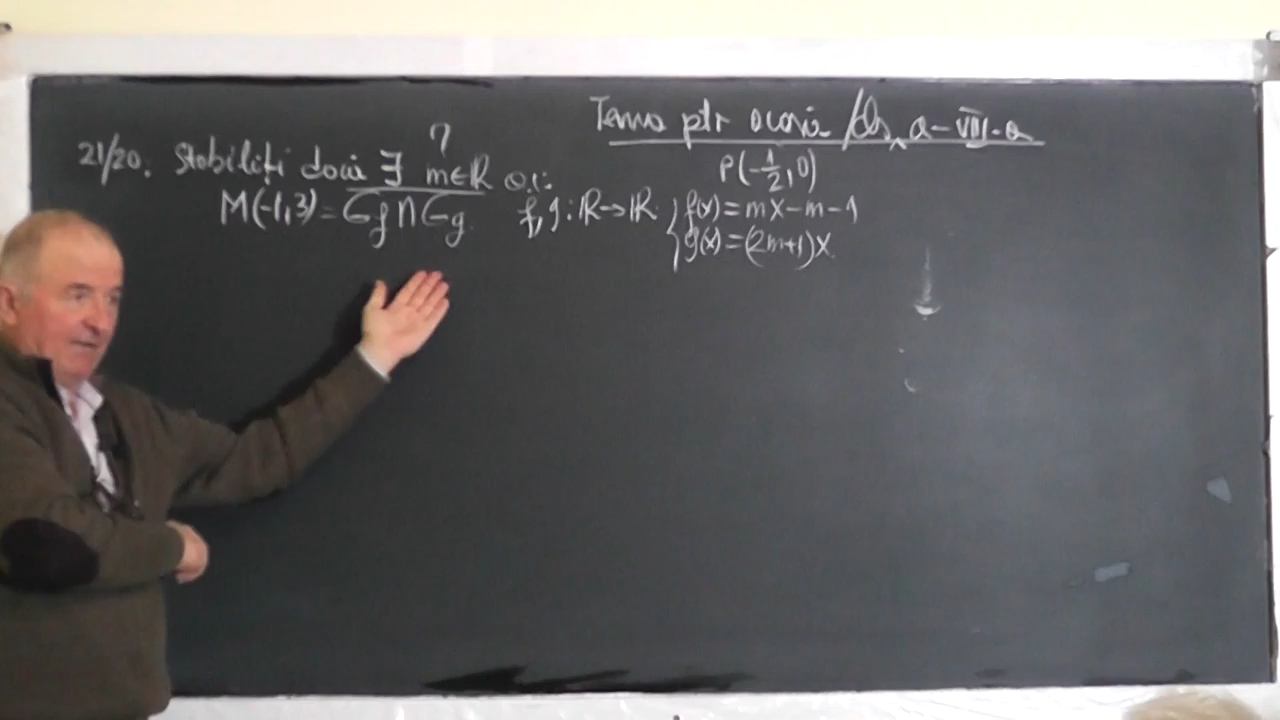 Tema ptr acasă /cls, a-VIII-a
P(-1/2, 0)
21/20. Stabiliți dacă ∃ m∈ℝ a.î.
?
M(-1,3) = Gf ∩ Gg. f,g : ℝ→ℝ { f(x) = mx-m-1
g(x) = (2m+1)x.